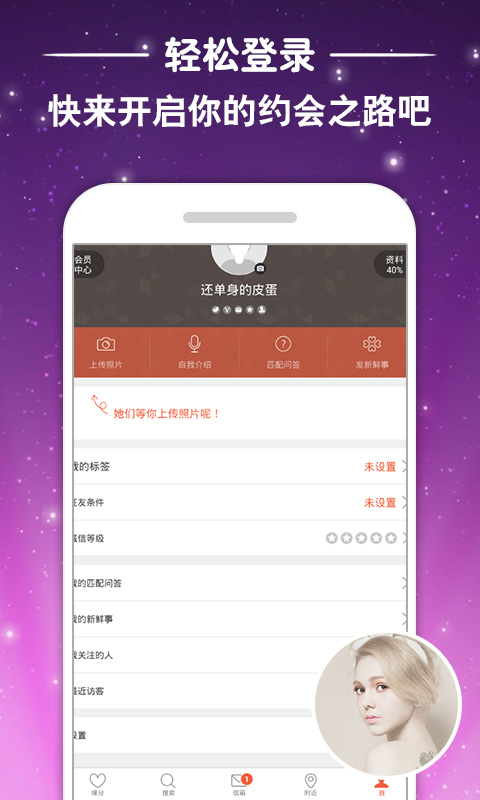 轻松登录
快来开启你的约会之路吧
会员
中心
资料
40%
还单身的皮蛋
上传照片
自我介绍
匹配问答
发新鲜事
她们等你上传照片呢！
我的标签
未设置
征友条件
未设置
诚信等级
我的匹配问答
我的新鲜事
我关注的人
最近访客
设置
1
缘分
搜索
信箱
附近
我